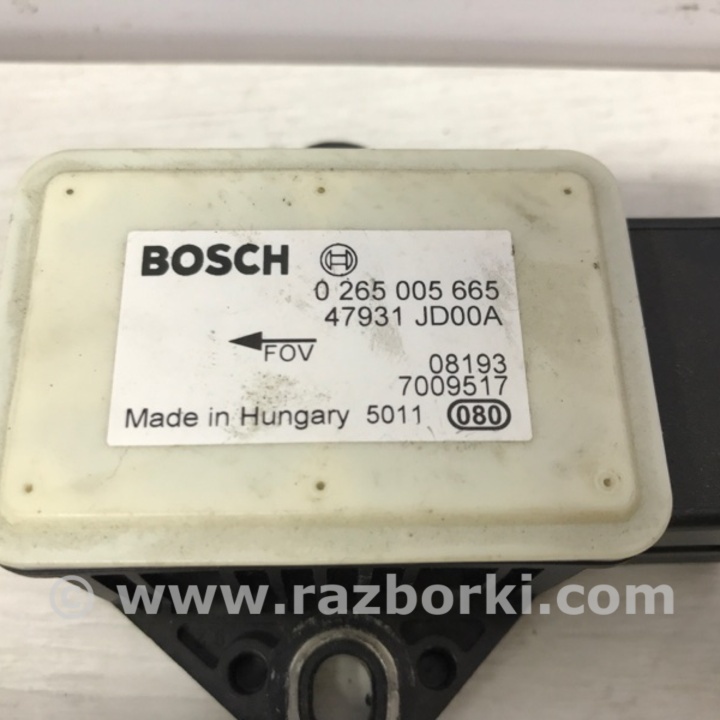 BOSCH
0 265 005 665
47931 JD00A
FOV
08193
7009517
Made in Hungary 5011 080
© www.razborki.com